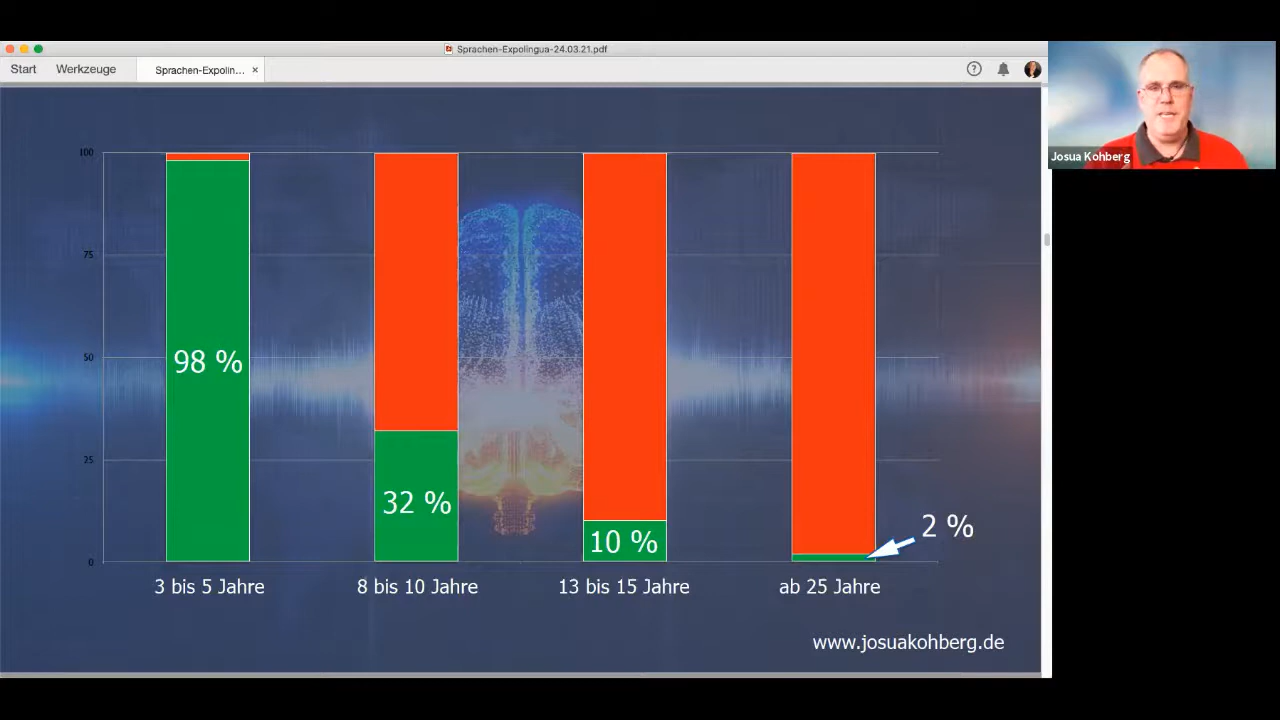 Sprachen-Expolingua-24.03.21.pdf
Start Werkzeuge Sprachen-Expolin... ×
Josua Kohberg
100
75
50
25
0
98 %
32 %
10 %
2 %
3 bis 5 Jahre 8 bis 10 Jahre 13 bis 15 Jahre ab 25 Jahre
www.josuakohberg.de